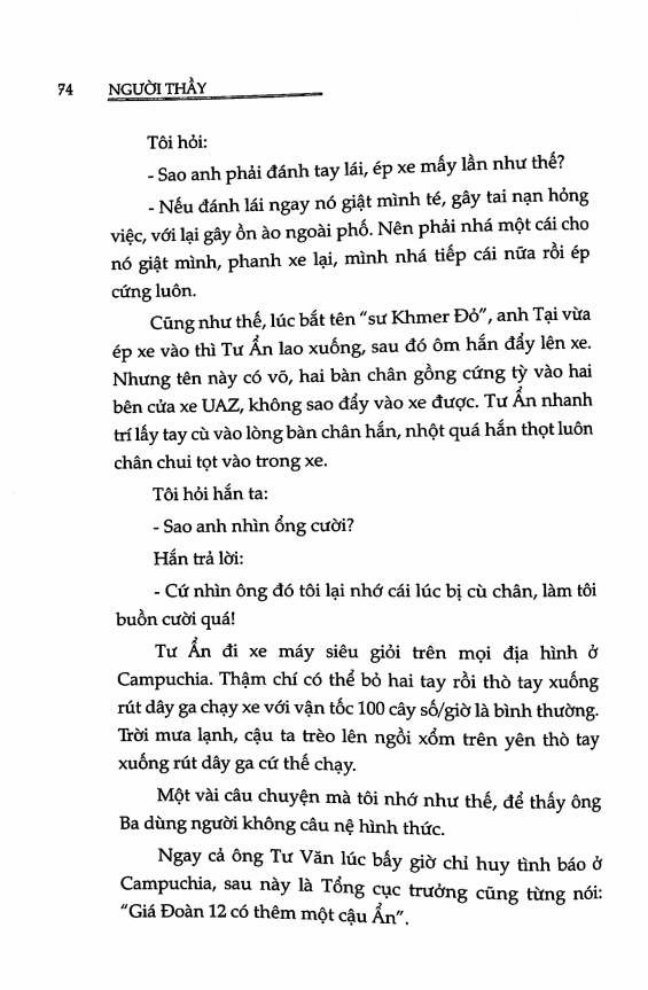 74 NGƯỜI THẦY
Tôi hỏi:
- Sao anh phải đánh tay lái, ép xe mấy lần như thế?
- Nếu đánh lái ngay nó giật mình té, gây tai nạn hỏng
việc, với lại gây ồn ào ngoài phố. Nên phải nhá một cái cho
nó giật mình, phanh xe lại, mình nhá tiếp cái nữa rồi ép
cứng luôn.
Cũng như thế, lúc bắt tên "sư Khmer Đỏ", anh Tại vừa
ép xe vào thì Tư Ẩn lao xuống, sau đó ôm hắn đẩy lên xe.
Nhưng tên này có võ, hai bàn chân gồng cứng tỳ vào hai
bên cửa xe UAZ, không sao đẩy vào xe được. Tư Ẩn nhanh
trí lấy tay cù vào lòng bàn chân hắn, nhột quá hắn thọt luôn
chân chui tọt vào trong xe.
Tôi hỏi hắn ta:
- Sao anh nhìn ổng cười?
Hắn trả lời:
- Cứ nhìn ông đó tôi lại nhớ cái lúc bị cù chân, làm tôi
buồn cười quá!
Tư Ẩn đi xe máy siêu giỏi trên mọi địa hình ở
Campuchia. Thậm chí có thể bỏ hai tay rồi thò tay xuống
rút dây ga chạy xe với vận tốc 100 cây số/giờ là bình thường.
Trời mưa lạnh, cậu ta trèo lên ngồi xổm trên yên thò tay
xuống rút dây ga cứ thế chạy.
Một vài câu chuyện mà tôi nhớ như thế, để thấy ông
Ba dùng người không câu nệ hình thức.
Ngay cả ông Tư Văn lúc bấy giờ chỉ huy tình báo ở
Campuchia, sau này là Tổng cục trưởng cũng từng nói:
"Giá Đoàn 12 có thêm một cậu Ẩn".